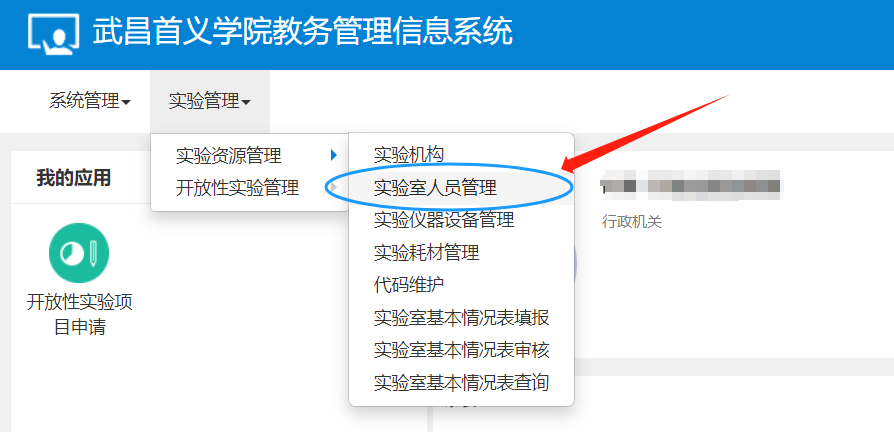 武昌首义学院教务管理信息系统
系统管理
实验管理
实验资源管理
开放性实验管理
实验机构
实验室人员管理
实验仪器设备管理
实验耗材管理
代码维护
实验室基本情况表填报
实验室基本情况表审核
实验室基本情况表查询
我的应用
开放性实验项
目申请
行政机关